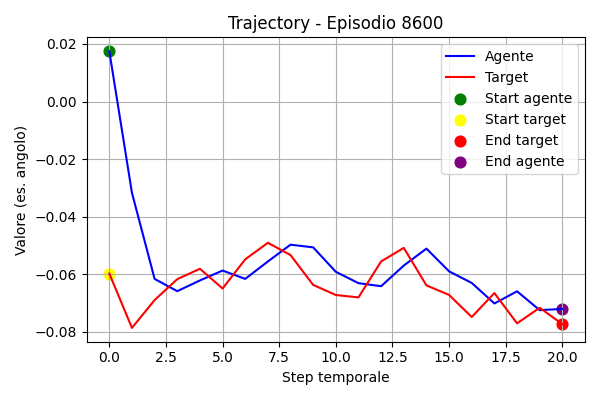 Trajectory - Episodio 8600
0.02
0.00
−0.02
−0.04
−0.06
−0.08
Valore (es. angolo)
Agente
Target
Start agente
Start target
End target
End agente
0.0 2.5 5.0 7.5 10.0 12.5 15.0 17.5 20.0
Step temporale